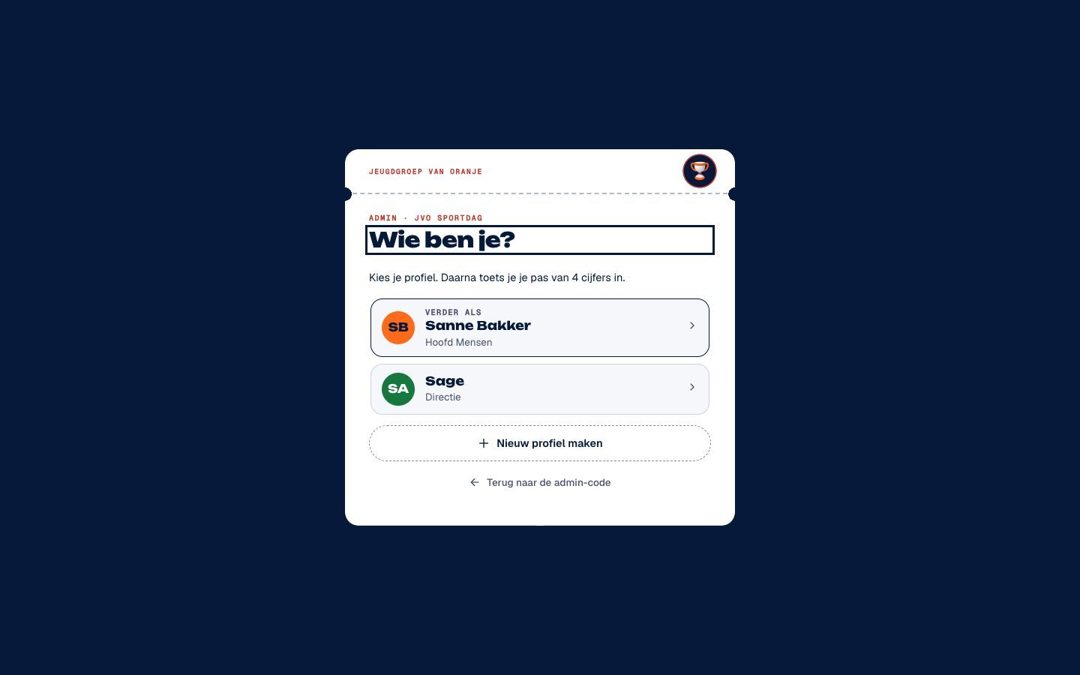 JEUGDGROEP VAN ORANJE
ADMIN · JVO SPORTDAG
Wie ben je?
Kies je profiel. Daarna toets je je pas van 4 cijfers in.
VERDER ALS
SB
Sanne Bakker
Hoofd Mensen
SA
Sage
Directie
+ Nieuw profiel maken
← Terug naar de admin-code